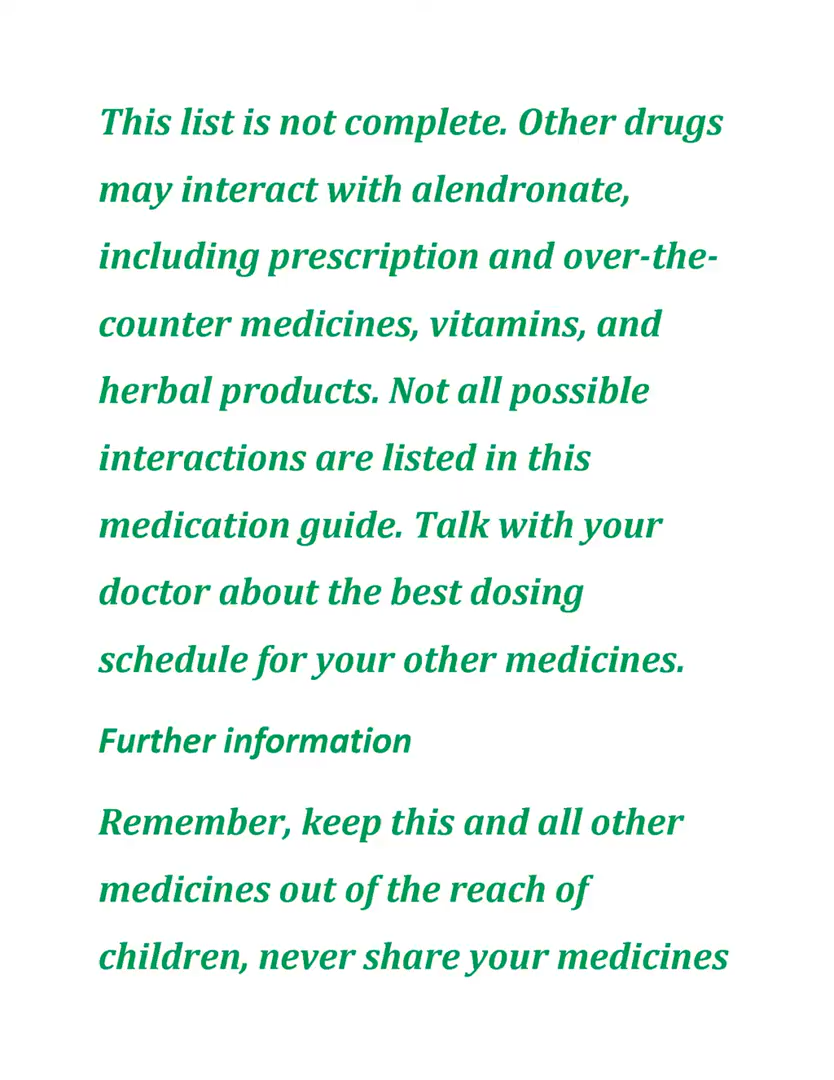 This list is not complete. Other drugs
may interact with alendronate,
including prescription and over-the-
counter medicines, vitamins, and
herbal products. Not all possible
interactions are listed in this
medication guide. Talk with your
doctor about the best dosing
schedule for your other medicines.
Further information
Remember, keep this and all other
medicines out of the reach of
children, never share your medicines